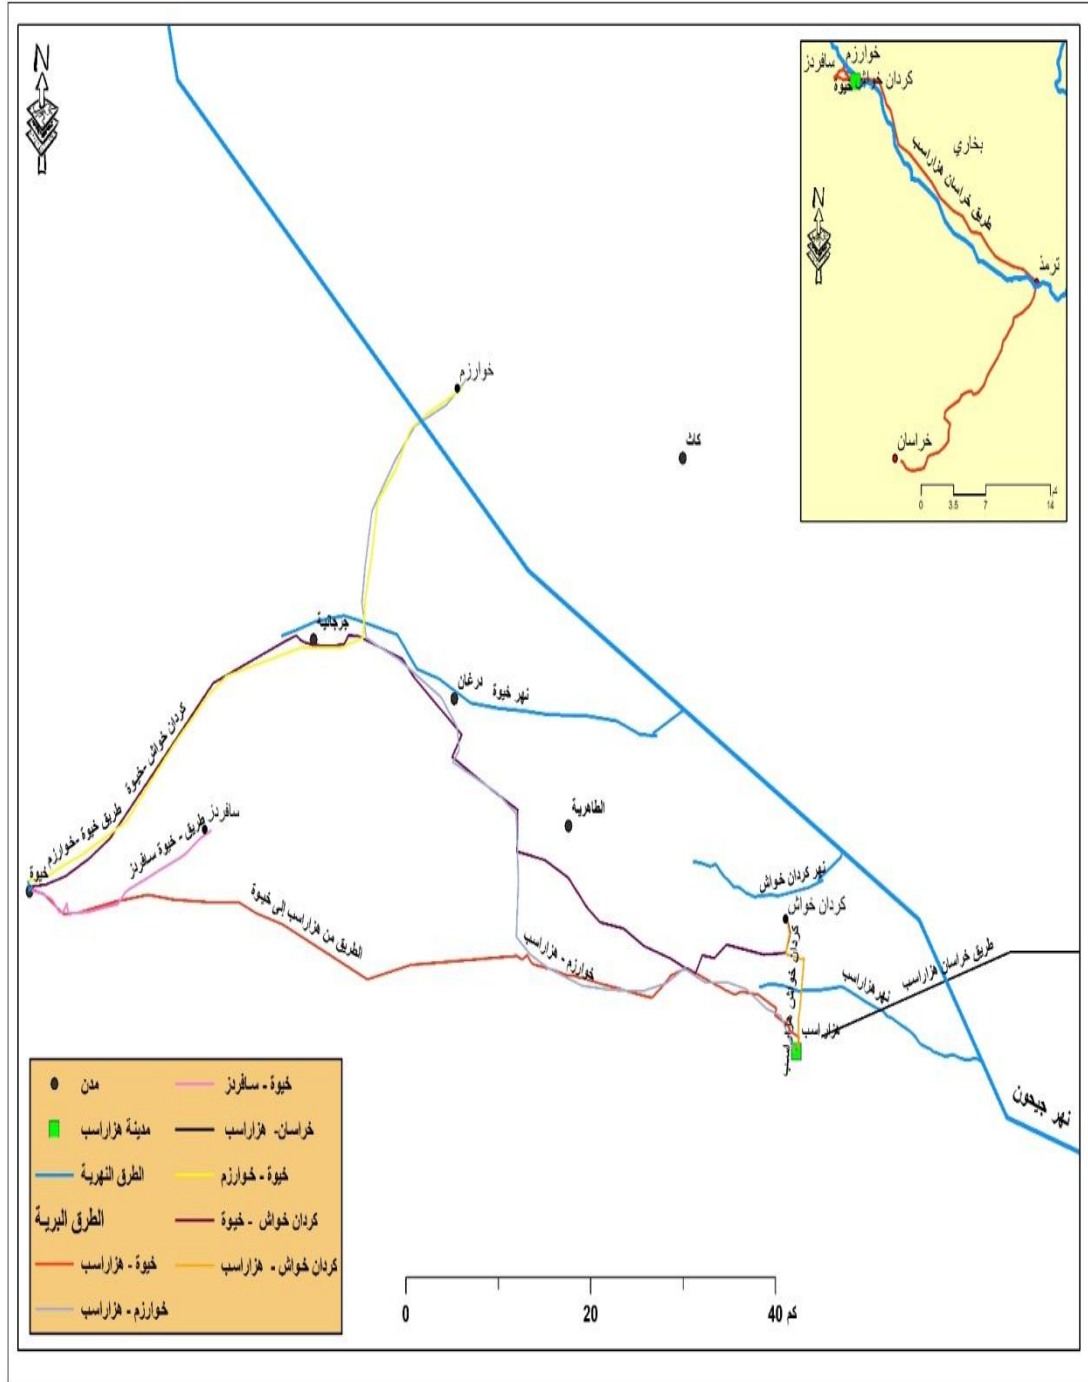 N
خوارزم
سافردز
كردان خواش
خيوة
بخاري
طريق خراسان هزاراسب
N
ترمذ
خراسان
كم
0 3.5 7 14
خوارزم
كاث
جرجانية
درغان
نهر خيوة
كردان خواش -خيوة
طريق خيوة -خوارزم
سافردز
طريق - خيوة سافردز
الطاهرية
خيوة
نهر كردان خواش
كردان خواش
الطريق من هزاراسب إلى خيوة
خوارزم - هزاراسب
كردان خواش هزاراسب
نهر هزاراسب
طريق خراسان هزاراسب
هزاراسب
نهر جيحون
مدن
خيوة - سافردز
مدينة هزاراسب
خراسان- هزاراسب
الطرق النهرية
خيوة - خوارزم
الطرق البرية
كردان خواش - خيوة
خيوة - هزاراسب
كردان خواش - هزاراسب
خوارزم - هزاراسب
0 20 40 كم